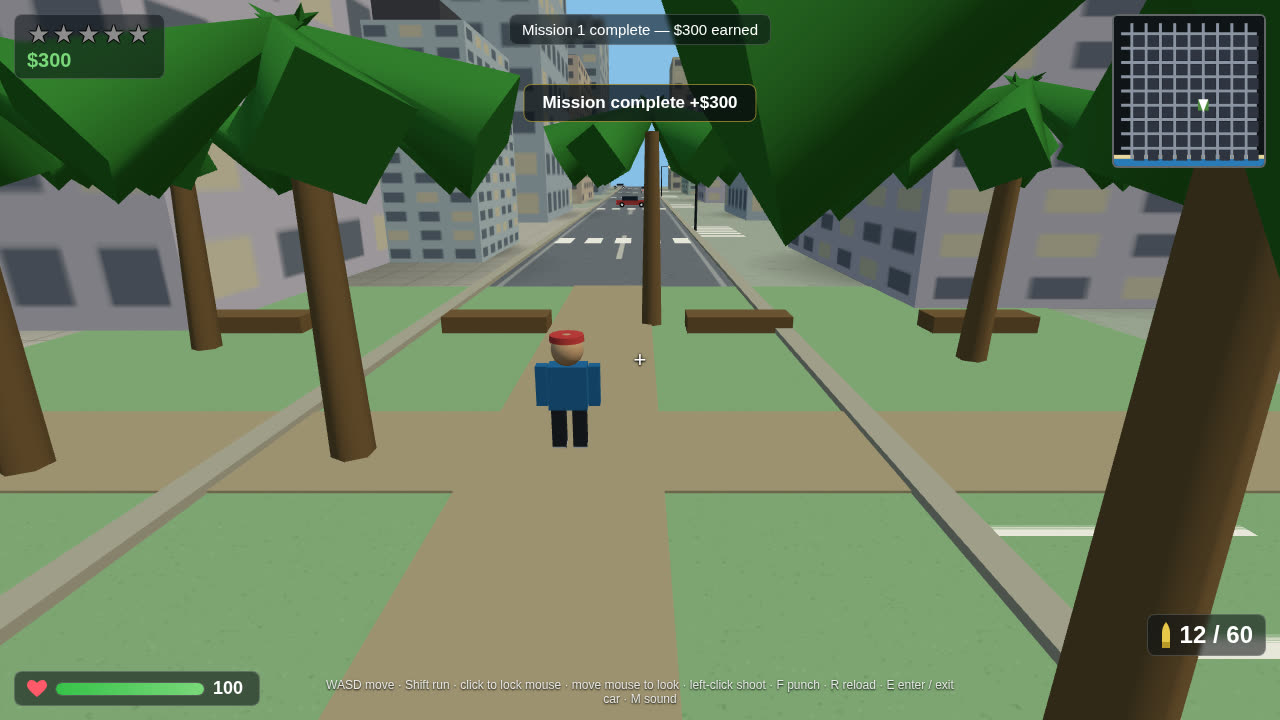 $300
Mission 1 complete — $300 earned
Mission complete +$300
12 / 60
100
WASD move · Shift run · click to lock mouse · move mouse to look · left-click shoot · F punch · R reload · E enter / exit
car · M sound